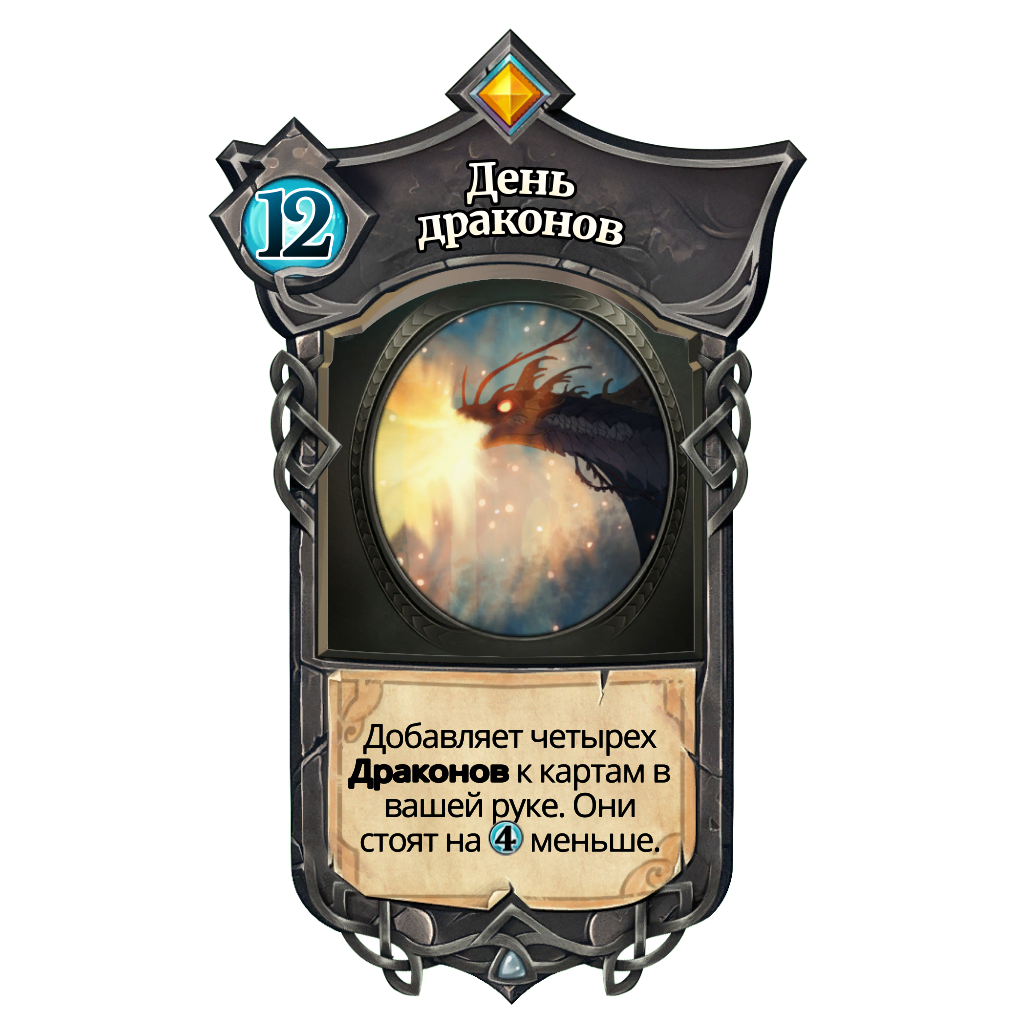 12
День
драконов
Добавляет четырех
Драконов к картам в
вашей руке. Они
стоят на 4 меньше.